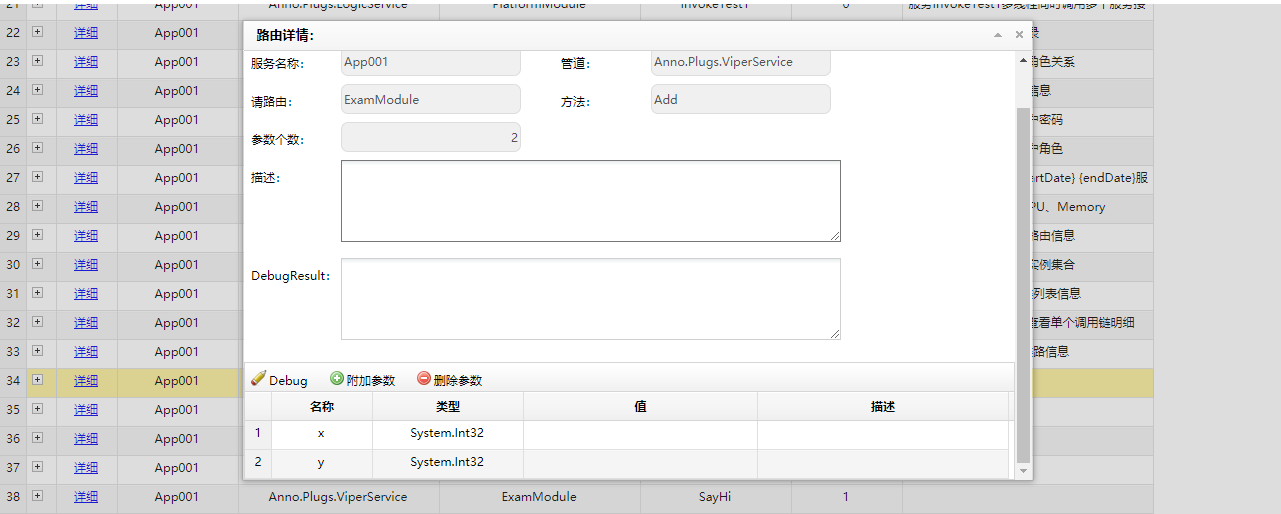 21 详细 App001 Anno.Plugs.LogicService PlatformModule InvokeTest1 0 服务InvokeTest1多线程同时调用多个服务接
路由详情:
22 详细 App001 录
服务名称: App001 管道: Anno.Plugs.ViperService
23 详细 App001 角色关系
24 详细 App001 信息
请路由: ExamModule 方法: Add
25 详细 App001 户密码
参数个数: 2
26 详细 App001 户角色
27 详细 App001 描述: artDate} {endDate}服
28 详细 App001 PU、Memory
29 详细 App001 路由信息
30 详细 App001 实例集合
DebugResult:
31 详细 App001 列表信息
32 详细 App001 查看单个调用链明细
33 详细 App001 路信息
34 详细 App001 Debug 附加参数 删除参数
35 详细 App001
名称 类型 值 描述
36 详细 App001
1 x System.Int32
37 详细 App001
2 y System.Int32
38 详细 App001 Anno.Plugs.ViperService ExamModule SayHi 1